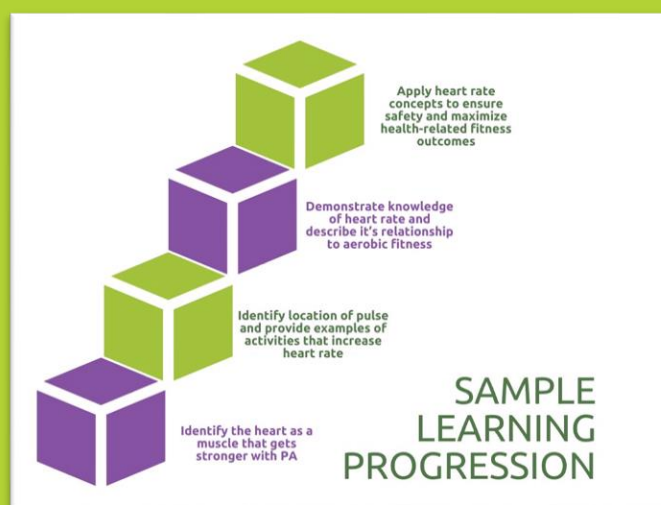 Apply heart rate
concepts to ensure
safety and maximize
health-related fitness
outcomes
Demonstrate knowledge
of heart rate and
describe it's relationship
to aerobic fitness
Identify location of pulse
and provide examples of
activities that increase
heart rate
Identify the heart as a
muscle that gets
stronger with PA
SAMPLE
LEARNING
PROGRESSION